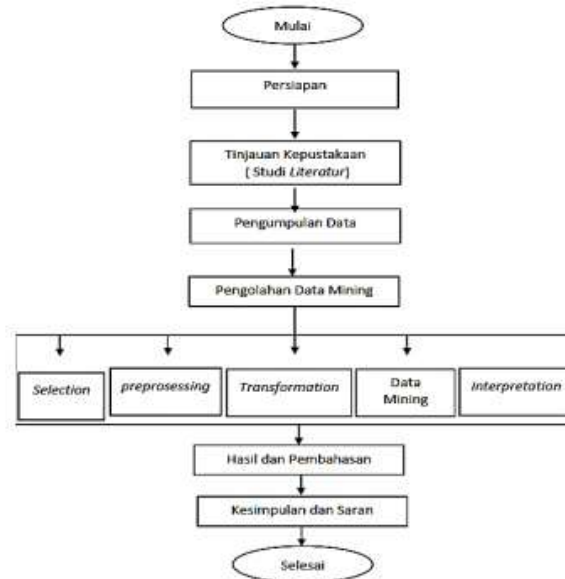 Mulai
Persiapan
Tinjauan Kepustakaan
( Studi Literatur)
Pengumpulan Data
Pengolahan Data Mining
Selection
preprosessing
Transformation
Data
Mining
Interpretation
Hasil dan Pembahasan
Kesimpulan dan Saran
Selesai